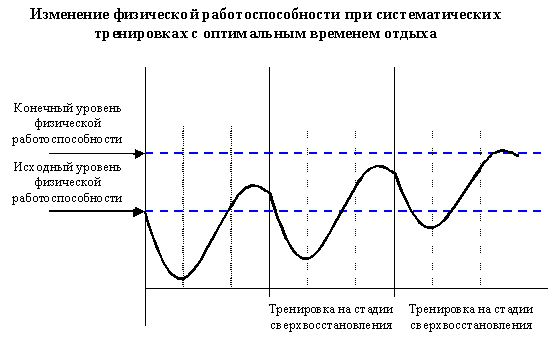 Изменение физической работоспособности при систематических
тренировках с оптимальным временем отдыха
Конечный уровень
физической
работоспособности
Исходный уровень
физической
работоспособности
Тренировка на стадии
сверхвосстановления
Тренировка на стадии
сверхвосстановления